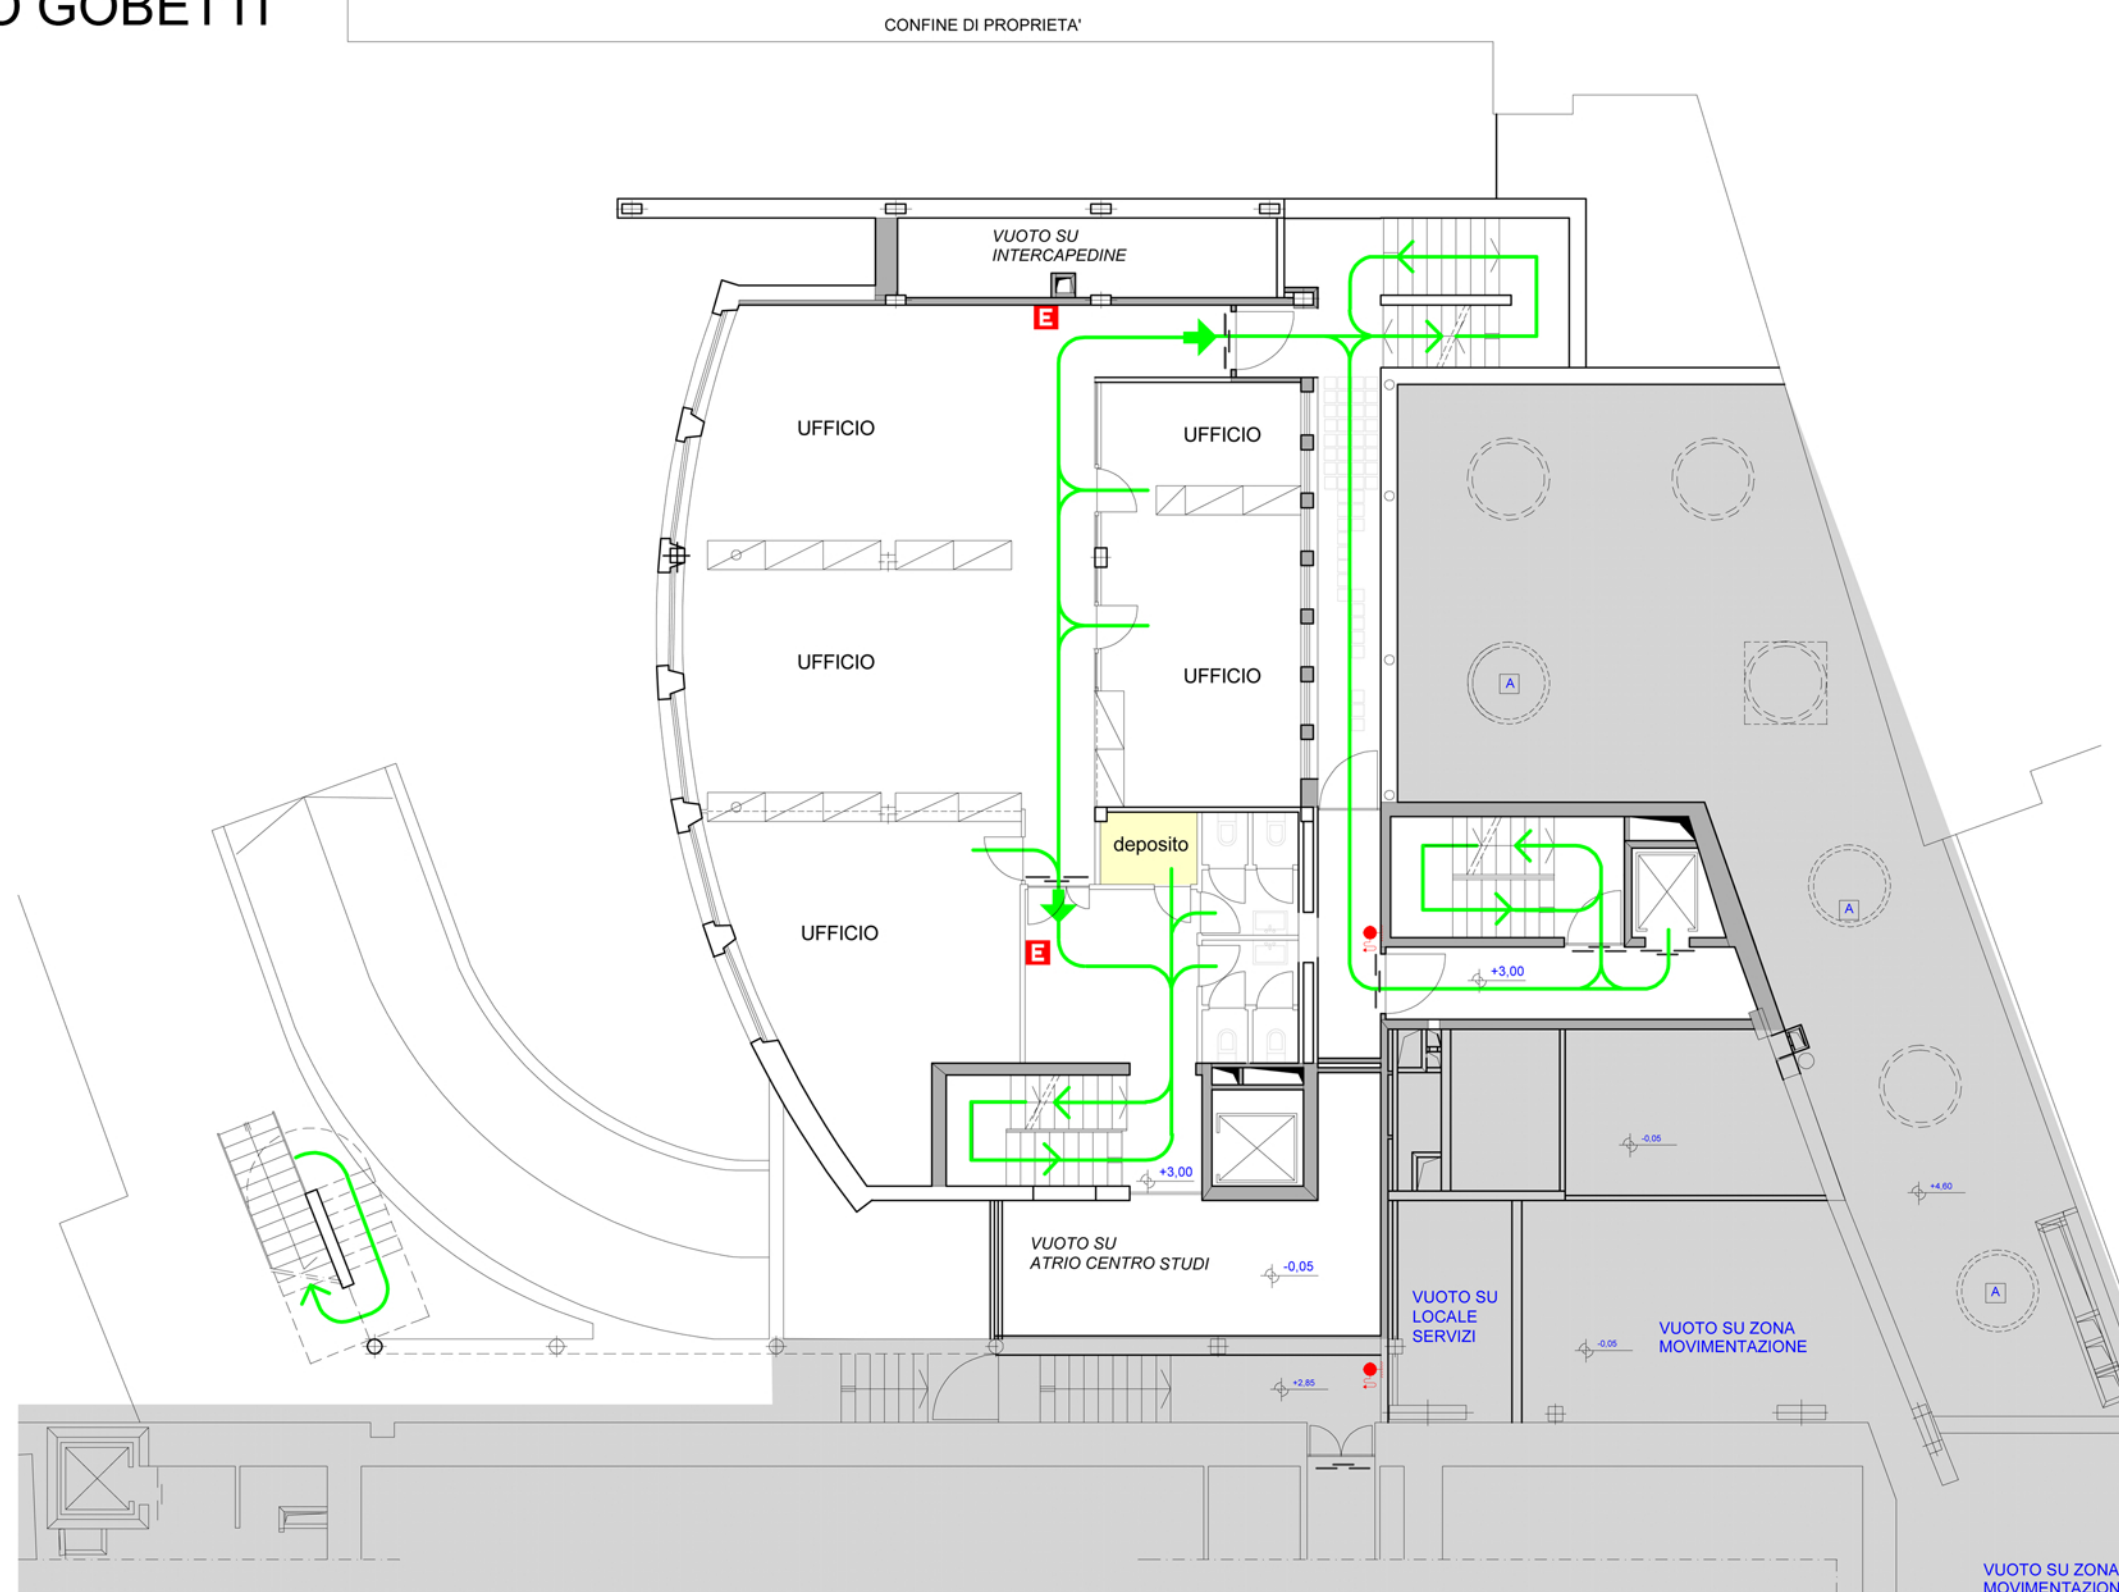 O GOBETTI
CONFINE DI PROPRIETA'
VUOTO SU
INTERCAPEDINE
E
UFFICIO
UFFICIO
UFFICIO
UFFICIO
A
deposito
A
UFFICIO
E
+3,00
-0,05
+3,00
+4,60
VUOTO SU
ATRIO CENTRO STUDI
-0,05
A
VUOTO SU
LOCALE
SERVIZI
VUOTO SU ZONA
MOVIMENTAZIONE
-0,05
+2,85
VUOTO SU ZONA
MOVIMENTAZION